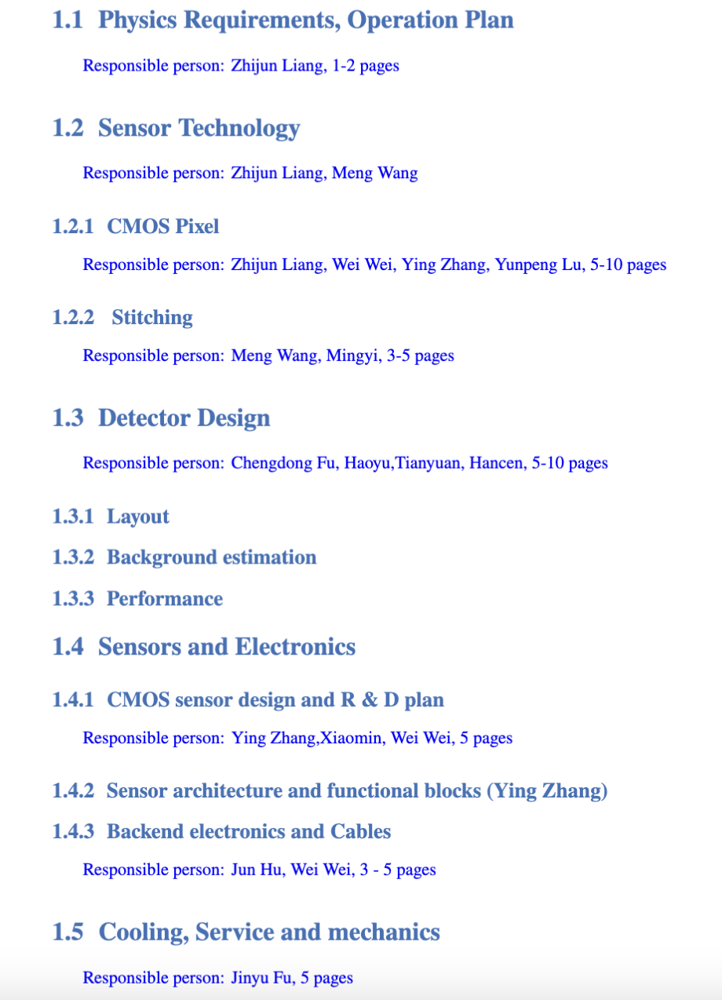 1.1 Physics Requirements, Operation Plan
Responsible person: Zhijun Liang, 1-2 pages
1.2 Sensor Technology
Responsible person: Zhijun Liang, Meng Wang
1.2.1 CMOS Pixel
Responsible person: Zhijun Liang, Wei Wei, Ying Zhang, Yunpeng Lu, 5-10 pages
1.2.2 Stitching
Responsible person: Meng Wang, Mingyi, 3-5 pages
1.3 Detector Design
Responsible person: Chengdong Fu, Haoyu,Tianyuan, Hancen, 5-10 pages
1.3.1 Layout
1.3.2 Background estimation
1.3.3 Performance
1.4 Sensors and Electronics
1.4.1 CMOS sensor design and R & D plan
Responsible person: Ying Zhang,Xiaomin, Wei Wei, 5 pages
1.4.2 Sensor architecture and functional blocks (Ying Zhang)
1.4.3 Backend electronics and Cables
Responsible person: Jun Hu, Wei Wei, 3 - 5 pages
1.5 Cooling, Service and mechanics
Responsible person: Jinyu Fu, 5 pages